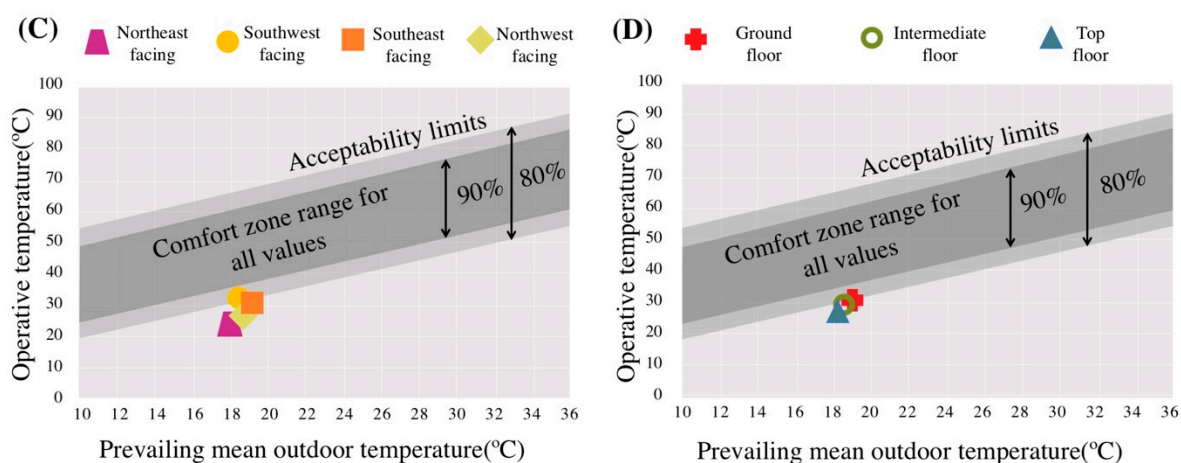 (C)
Northeast facing
Southwest facing
Southeast facing
Northwest facing
Operative temperature(ºC)
100
90
80
70
60
50
40
30
20
10
0
Acceptability limits
Comfort zone range for
all values
90%
80%
10 12 14 16 18 20 22 24 26 28 30 32 34 36
Prevailing mean outdoor temperature(ºC)
(D)
Ground floor
Intermediate floor
Top floor
Operative temperature(ºC)
100
90
80
70
60
50
40
30
20
10
0
Acceptability limits
Comfort zone range for
all values
90%
80%
10 12 14 16 18 20 22 24 26 28 30 32 34 36
Prevailing mean outdoor temperature(ºC)